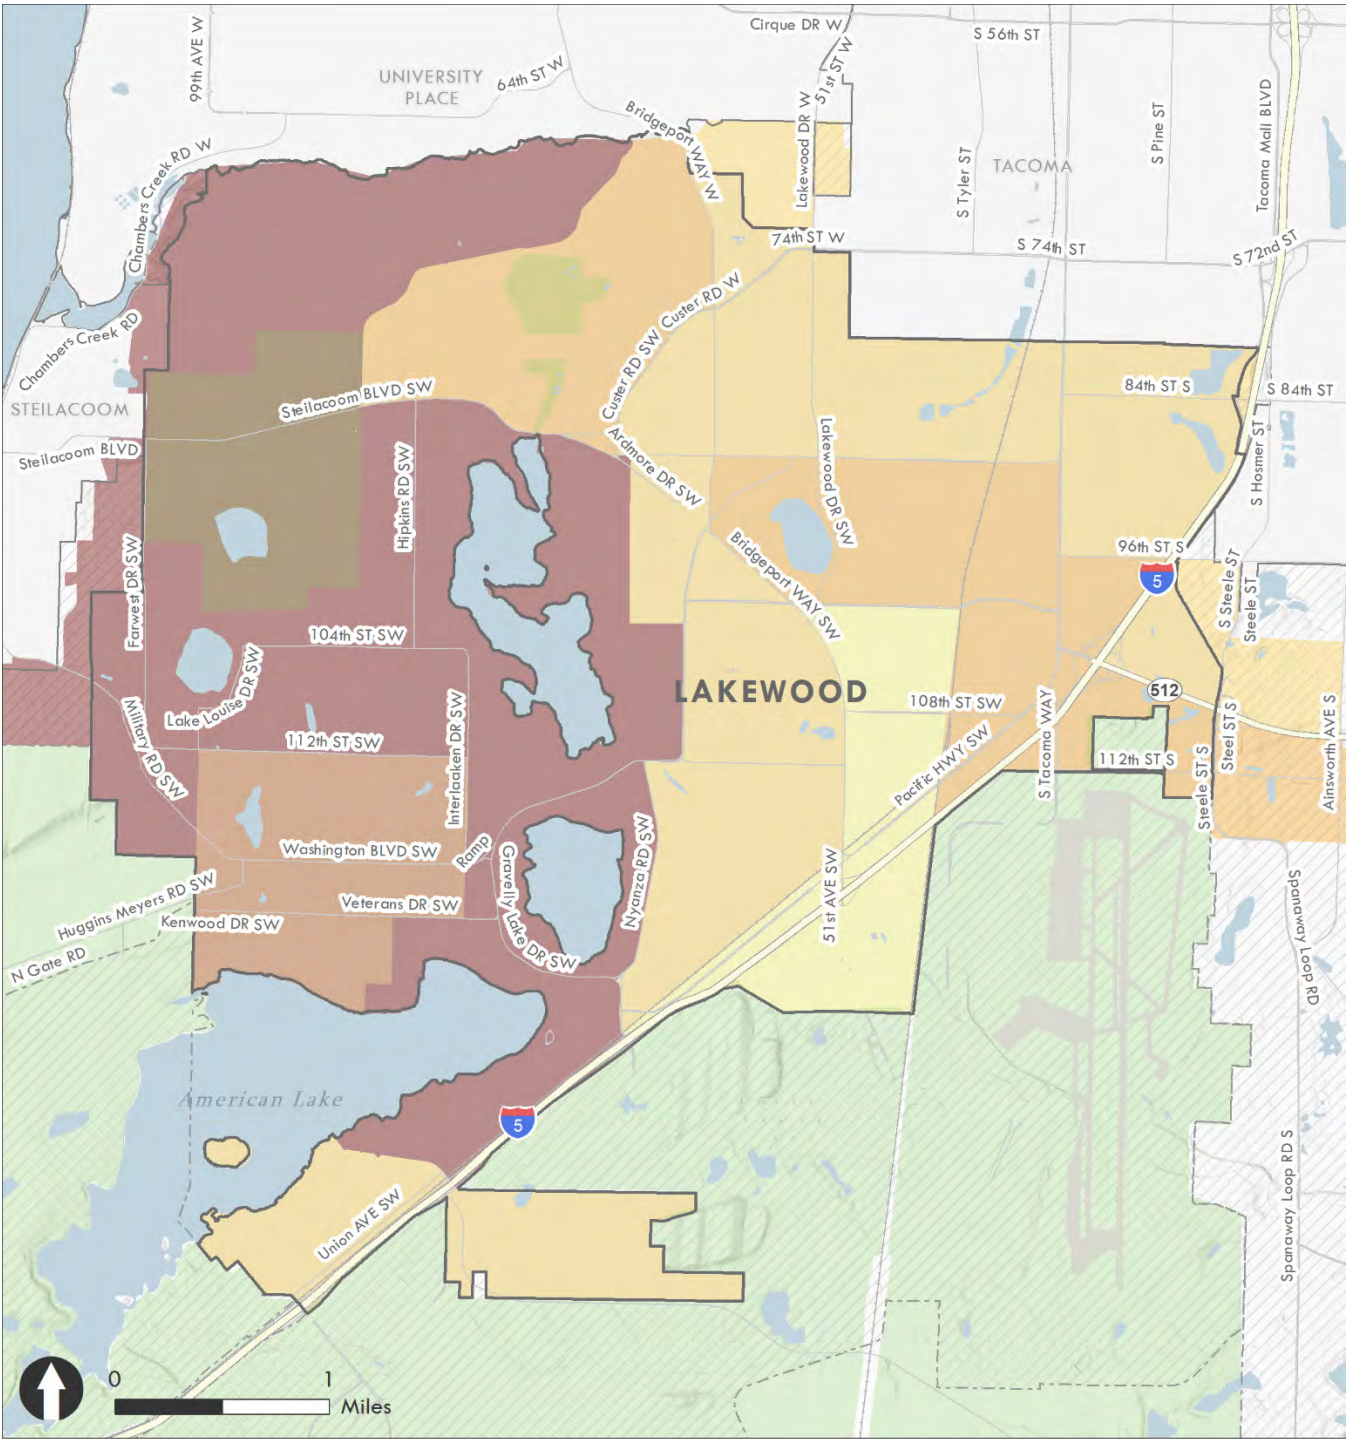 Cirque DR W
S 56th ST
99th AVE W
UNIVERSITY
PLACE
64th ST W
51st ST W
Bridgeport WAY W
Lakewood DR W
S Tyler ST
S Pine ST
Tacoma Mall BLVD
TACOMA
Chambers Creek RD W
74th ST W
S 74th ST
S 72nd ST
Custer RD W
Chambers Creek RD
Custer RD SW
STEILACOOM
Steilacoom BLVD SW
84th ST S
S 84th ST
Steilacoom BLVD
Ardmore DR SW
Hipkins RD SW
Lakewood DR SW
S Hosmer ST
Bridgeport WAY SW
96th ST S
5
Farwest DR SW
S Steele ST
Steele ST
104th ST SW
Lake Louise DR SW
LAKEWOOD
512
108th ST SW
Military RD SW
112th ST SW
Interlaaken DR SW
Pacific HWY SW
S Tacoma WAY
112th ST S
Steel ST S
Steele ST S
Ainsworth AVE S
Washington BLVD SW
Ramp
Gravelly Lake DR SW
Nyanza RD SW
51st AVE SW
Huggins Meyers RD SW
Veterans DR SW
Kenwood DR SW
N Gate RD
Spanaway Loop RD
American Lake
5
Union AVE SW
Spanaway Loop RD S
0 1
Miles